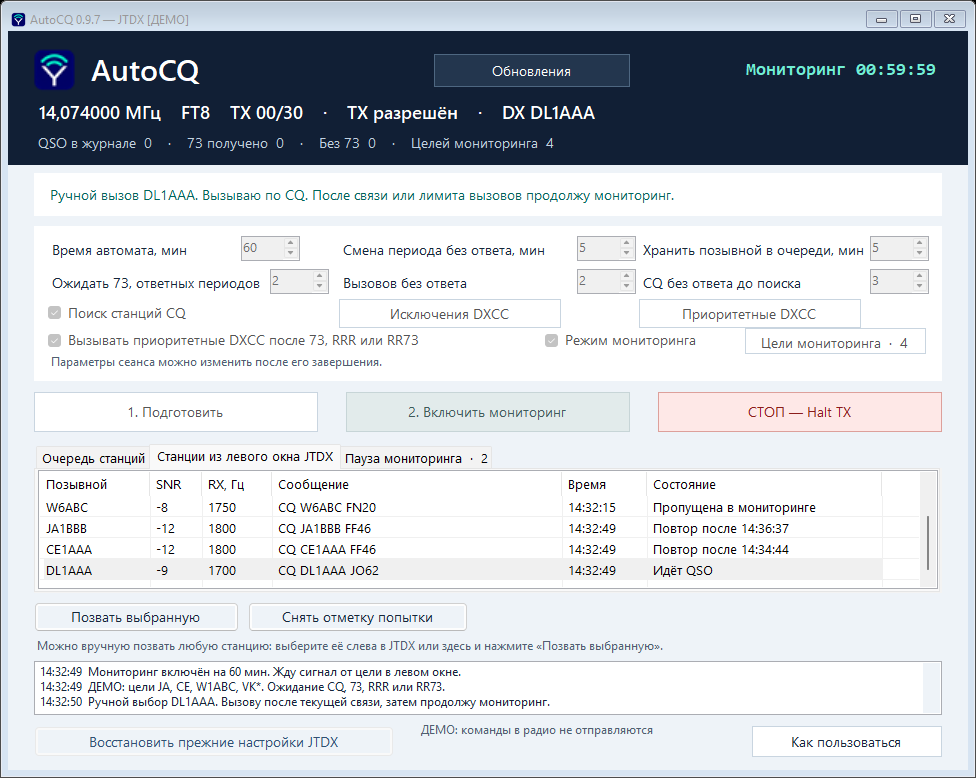 AutoCQ 0.9.7 — JTDX [ДЕМО]
AutoCQ
Обновления
Мониторинг 00:59:59
14,074000 МГц FT8 TX 00/30 · TX разрешён · DX DL1AAA
QSO в журнале 0 · 73 получено 0 · Без 73 0 · Целей мониторинга 4
Ручной вызов DL1AAA. Вызываю по CQ. После связи или лимита вызовов продолжу мониторинг.
Время автомата, мин 60 Смена периода без ответа, мин 5 Хранить позывной в очереди, мин 5
Ожидать 73, ответных периодов 2 Вызовов без ответа 2 CQ без ответа до поиска 3
Поиск станций CQ Исключения DXCC Приоритетные DXCC
Вызывать приоритетные DXCC после 73, RRR или RR73 Режим мониторинга Цели мониторинга · 4
Параметры сеанса можно изменить после его завершения.
1. Подготовить 2. Включить мониторинг СТОП — Halt TX
Очередь станций Станции из левого окна JTDX Пауза мониторинга · 2
Позывной SNR RX, Гц Сообщение Время Состояние
W6ABC -8 1750 CQ W6ABC FN20 14:32:15 Пропущена в мониторинге
JA1BBB -12 1800 CQ JA1BBB FF46 14:32:49 Повтор после 14:36:37
CE1AAA -12 1800 CQ CE1AAA FF46 14:32:49 Повтор после 14:34:44
DL1AAA -9 1700 CQ DL1AAA JO62 14:32:49 Идёт QSO
Позвать выбранную Снять отметку попытки
Можно вручную позвать любую станцию: выберите её слева в JTDX или здесь и нажмите «Позвать выбранную».
14:32:49 Мониторинг включён на 60 мин. Жду сигнал от цели в левом окне.
14:32:49 ДЕМО: цели JA, CE, W1ABC, VK*. Ожидание CQ, 73, RRR или RR73.
14:32:50 Ручной выбор DL1AAA. Вызову после текущей связи, затем продолжу мониторинг.
Восстановить прежние настройки JTDX ДЕМО: команды в радио не отправляются Как пользоваться